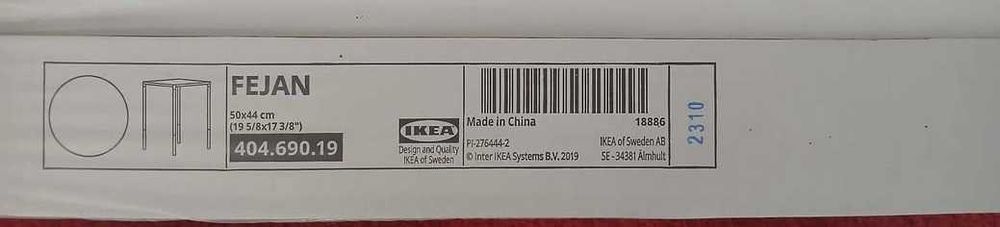 FEJAN
50x44 cm
(19 5/8x17 3/8")
404.690.19
IKEA
Design and Quality
IKEA of Sweden
Made in China
18886
PI-276444-2
IKEA of Sweden AB
© Inter IKEA Systems B.V. 2019
SE - 34381 Älmhult
2310